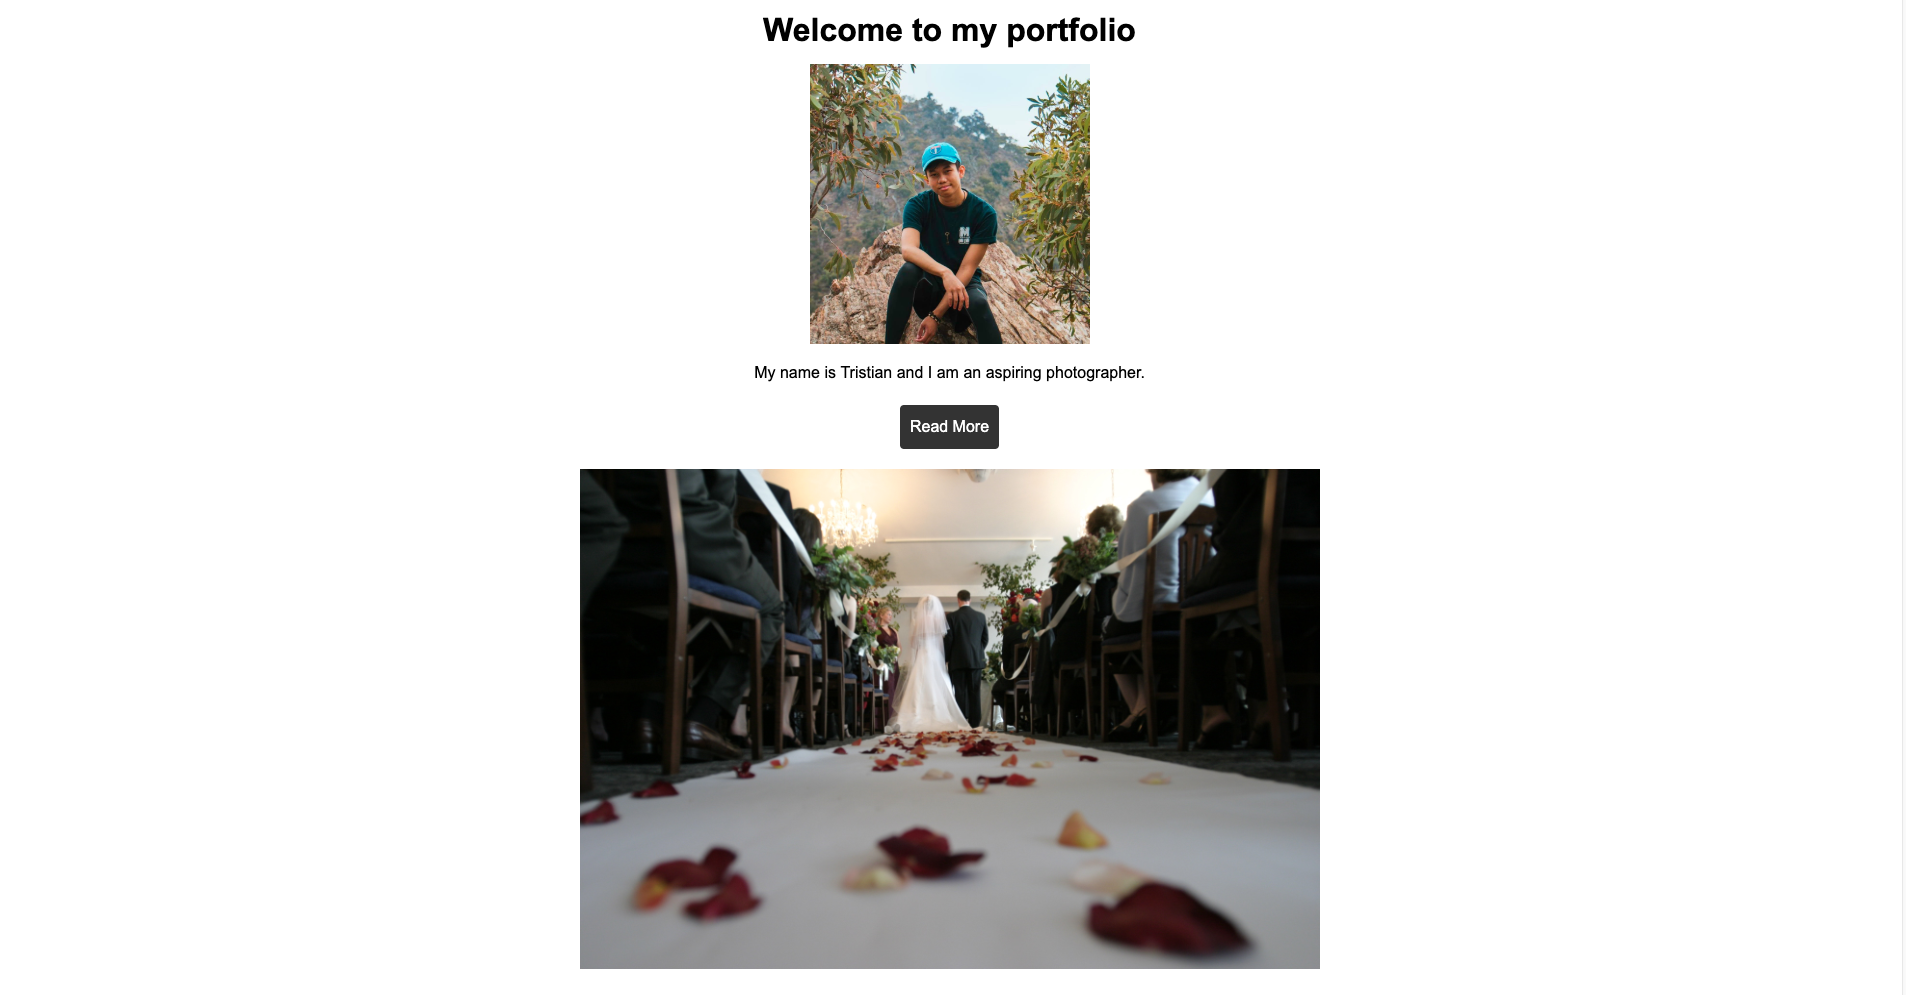 Welcome to my portfolio
T
M
My name is Tristian and I am an aspiring photographer.
Read More